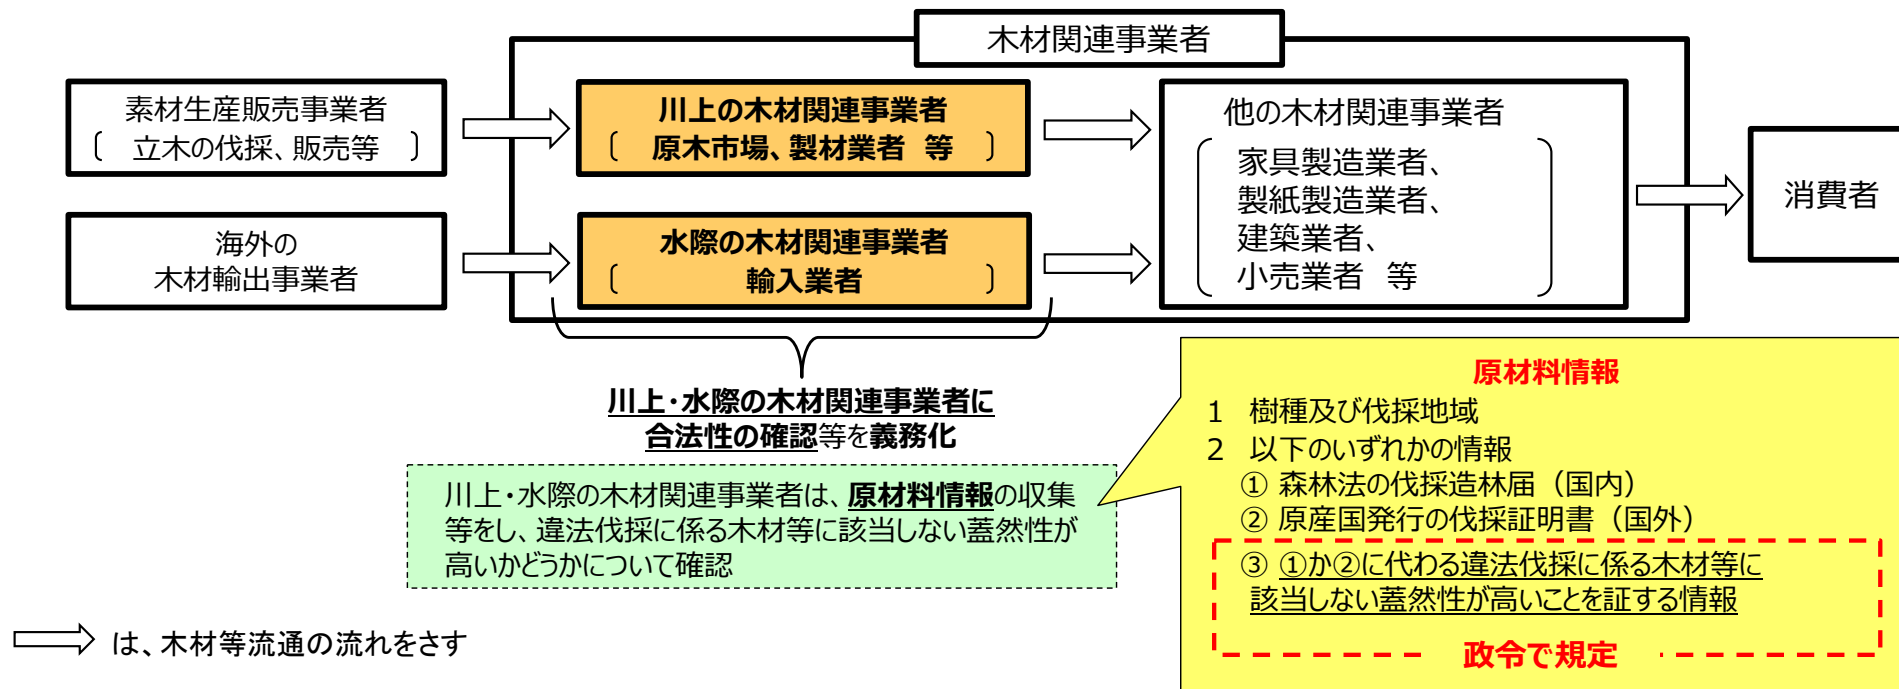 木材関連事業者
素材生産販売事業者
〔 立木の伐採、販売等 〕
川上の木材関連事業者
〔 原木市場、製材業者 等 〕
他の木材関連事業者
家具製造業者、
製紙製造業者、
建築業者、
小売業者 等
消費者
海外の
木材輸出事業者
水際の木材関連事業者
〔 輸入業者 〕
川上・水際の木材関連事業者に
合法性の確認等を義務化
川上・水際の木材関連事業者は、原材料情報の収集
等をし、違法伐採に係る木材等に該当しない蓋然性が
高いかどうかについて確認
原材料情報
1 樹種及び伐採地域
2 以下のいずれかの情報
① 森林法の伐採造林届（国内）
② 原産国発行の伐採証明書（国外）
③ ①か②に代わる違法伐採に係る木材等に
該当しない蓋然性が高いことを証する情報
政令で規定
は、木材等流通の流れをさす